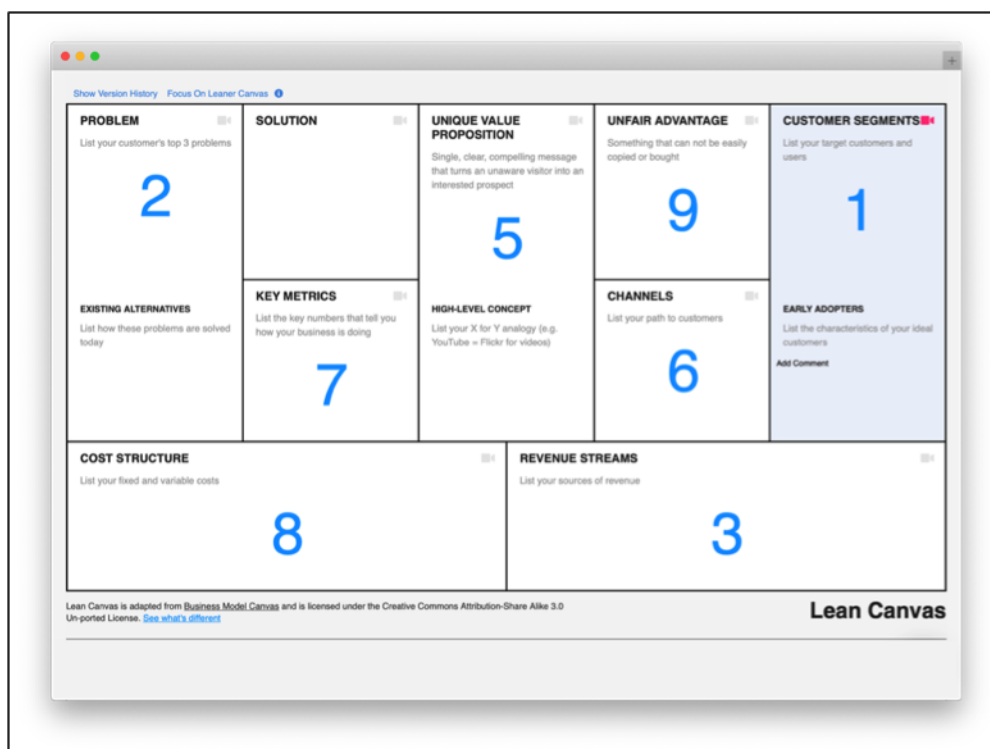 Show Version History Focus On Leaner Canvas i
PROBLEM
List your customer's top 3 problems
2
EXISTING ALTERNATIVES
List how these problems are solved
today
SOLUTION
KEY METRICS
List the key numbers that tell you
how your business is doing
7
UNIQUE VALUE
PROPOSITION
Single, clear, compelling message
that turns an unaware visitor into an
interested prospect
5
HIGH-LEVEL CONCEPT
List your X for Y analogy (e.g.
YouTube = Flickr for videos)
UNFAIR ADVANTAGE
Something that can not be easily
copied or bought
9
CHANNELS
List your path to customers
6
CUSTOMER SEGMENTS
List your target customers and
users
1
EARLY ADOPTERS
List the characteristics of your ideal
customers
Add Comment
COST STRUCTURE
List your fixed and variable costs
8
REVENUE STREAMS
List your sources of revenue
3
Lean Canvas is adapted from Business Model Canvas and is licensed under the Creative Commons Attribution-Share Alike 3.0
Un-ported License. See what's different
Lean Canvas